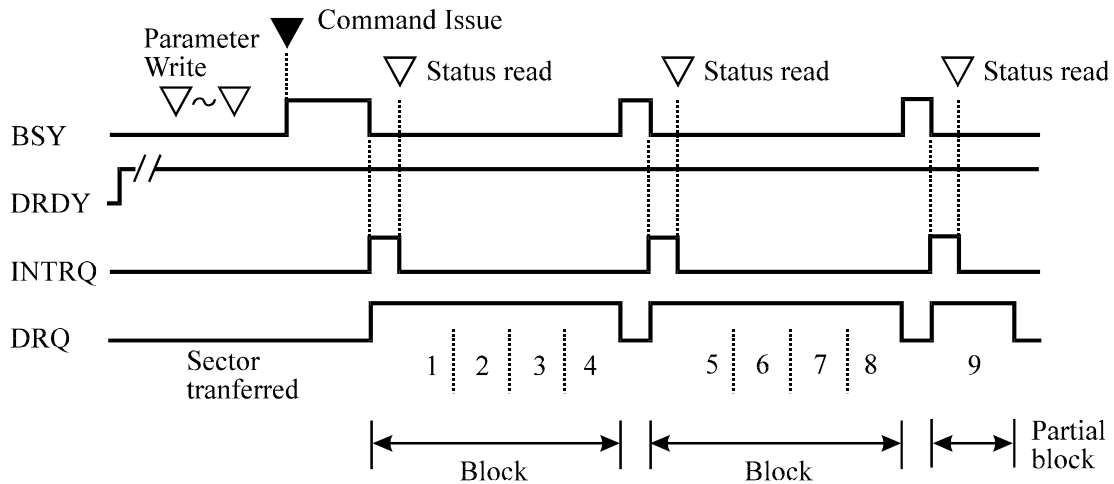 Command Issue
Parameter
Write
Status read
Status read
Status read
BSY
DRDY
INTRQ
DRQ
Sector
tranferred
1 2 3 4 5 6 7 8 9
Block
Block
Partial
block